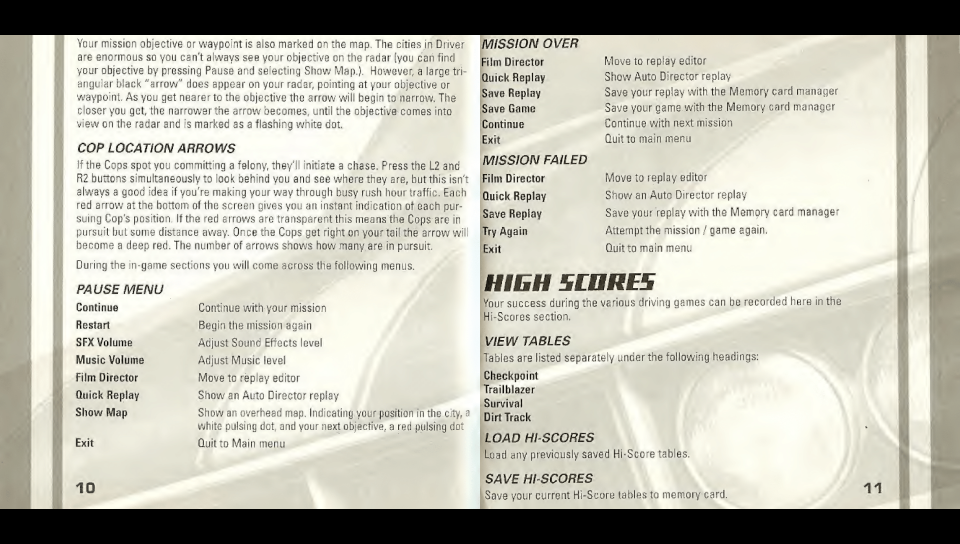 Your mission objective or waypoint is also marked on the map. The cities in Driver
are enormous so you can't always see your objective on the radar (you can find
your objective by pressing Pause and selecting Show Map.). However, a large tri-
angular black "arrow" does appear on your radar, pointing at your objective or
waypoint. As you get nearer to the objective the arrow will begin to narrow. The
closer you get, the narrower the arrow becomes, until the objective comes into
view on the radar and is marked as a flashing white dot.
COP LOCATION ARROWS
If the Cops spot you committing a felony, they'll initiate a chase. Press the L2 and
R2 buttons simultaneously to look behind you and see where they are, but this isn't
always a good idea if you're making your way through busy rush hour traffic. Each
red arrow at the bottom of the screen gives you an instant indication of each pur-
suing Cop's position. If the red arrows are transparent this means the Cops are in
pursuit but some distance away. Once the Cops get right on your tail the arrow will
become a deep red. The number of arrows shows how many are in pursuit.
During the in-game sections you will come across the following menus.
PAUSE MENU
Continue Continue with your mission
Restart Begin the mission again
SFX Volume Adjust Sound Effects level
Music Volume Adjust Music level
Film Director Move to replay editor
Quick Replay Show an Auto Director replay
Show Map Show an overhead map. Indicating your position in the city, a
white pulsing dot, and your next objective, a red pulsing dot
Exit Quit to Main menu
10
MISSION OVER
Film Director Move to replay editor
Quick Replay Show Auto Director replay
Save Replay Save your replay with the Memory card manager
Save Game Save your game with the Memory card manager
Continue Continue with next mission
Exit Quit to main menu
MISSION FAILED
Film Director Move to replay editor
Quick Replay Show an Auto Director replay
Save Replay Save your replay with the Memory card manager
Try Again Attempt the mission / game again.
Exit Quit to main menu
HIGH SCORES
Your success during the various driving games can be recorded here in the
Hi-Scores section.
VIEW TABLES
Tables are listed separately under the following headings:
Checkpoint
Trailblazer
Survival
Dirt Track
LOAD HI-SCORES
Load any previously saved Hi-Score tables.
SAVE HI-SCORES
Save your current Hi-Score tables to memory card.
11